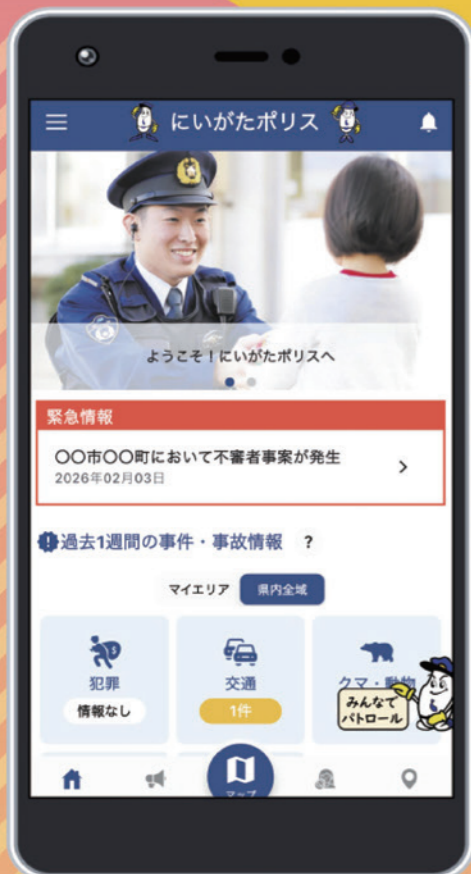 にいがたポリス
ようこそ！にいがたポリスへ
緊急情報
〇〇市〇〇町において不審者事案が発生
2026年02月03日
過去1週間の事件・事故情報 ?
マイエリア 県内全域
犯罪 交通 クマ・動物
情報なし 1件
みんなで
パトロール
マップ